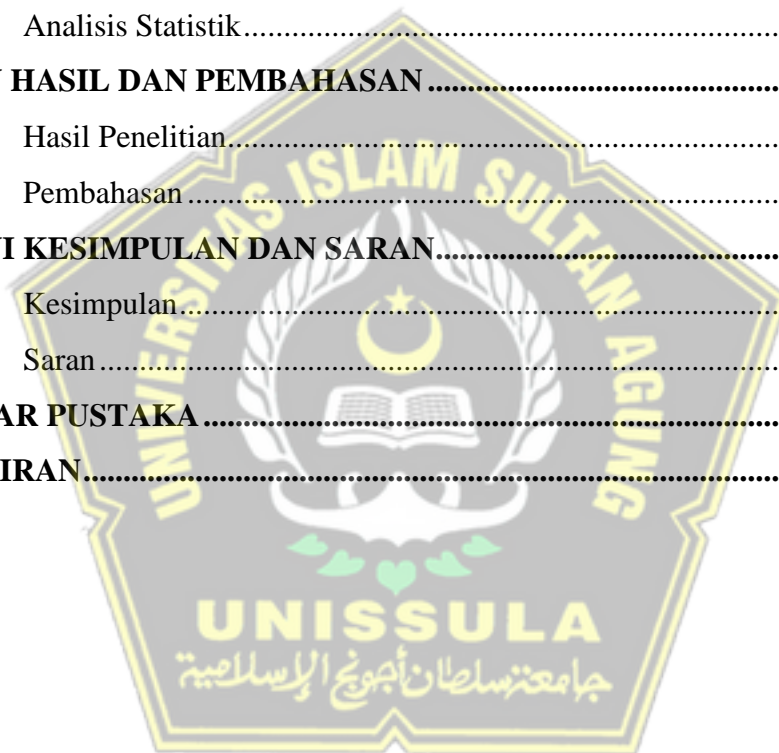 Analisis Statistik
HASIL DAN PEMBAHASAN
Hasil Penelitian
Pembahasan
I KESIMPULAN DAN SARAN
Kesimpulan
Saran
AR PUSTAKA
IRAN
UNIVERSITAS ISLAM SULTAN AGUNG
UNISSULA
جامعة سلطان أجونج الإسلامية